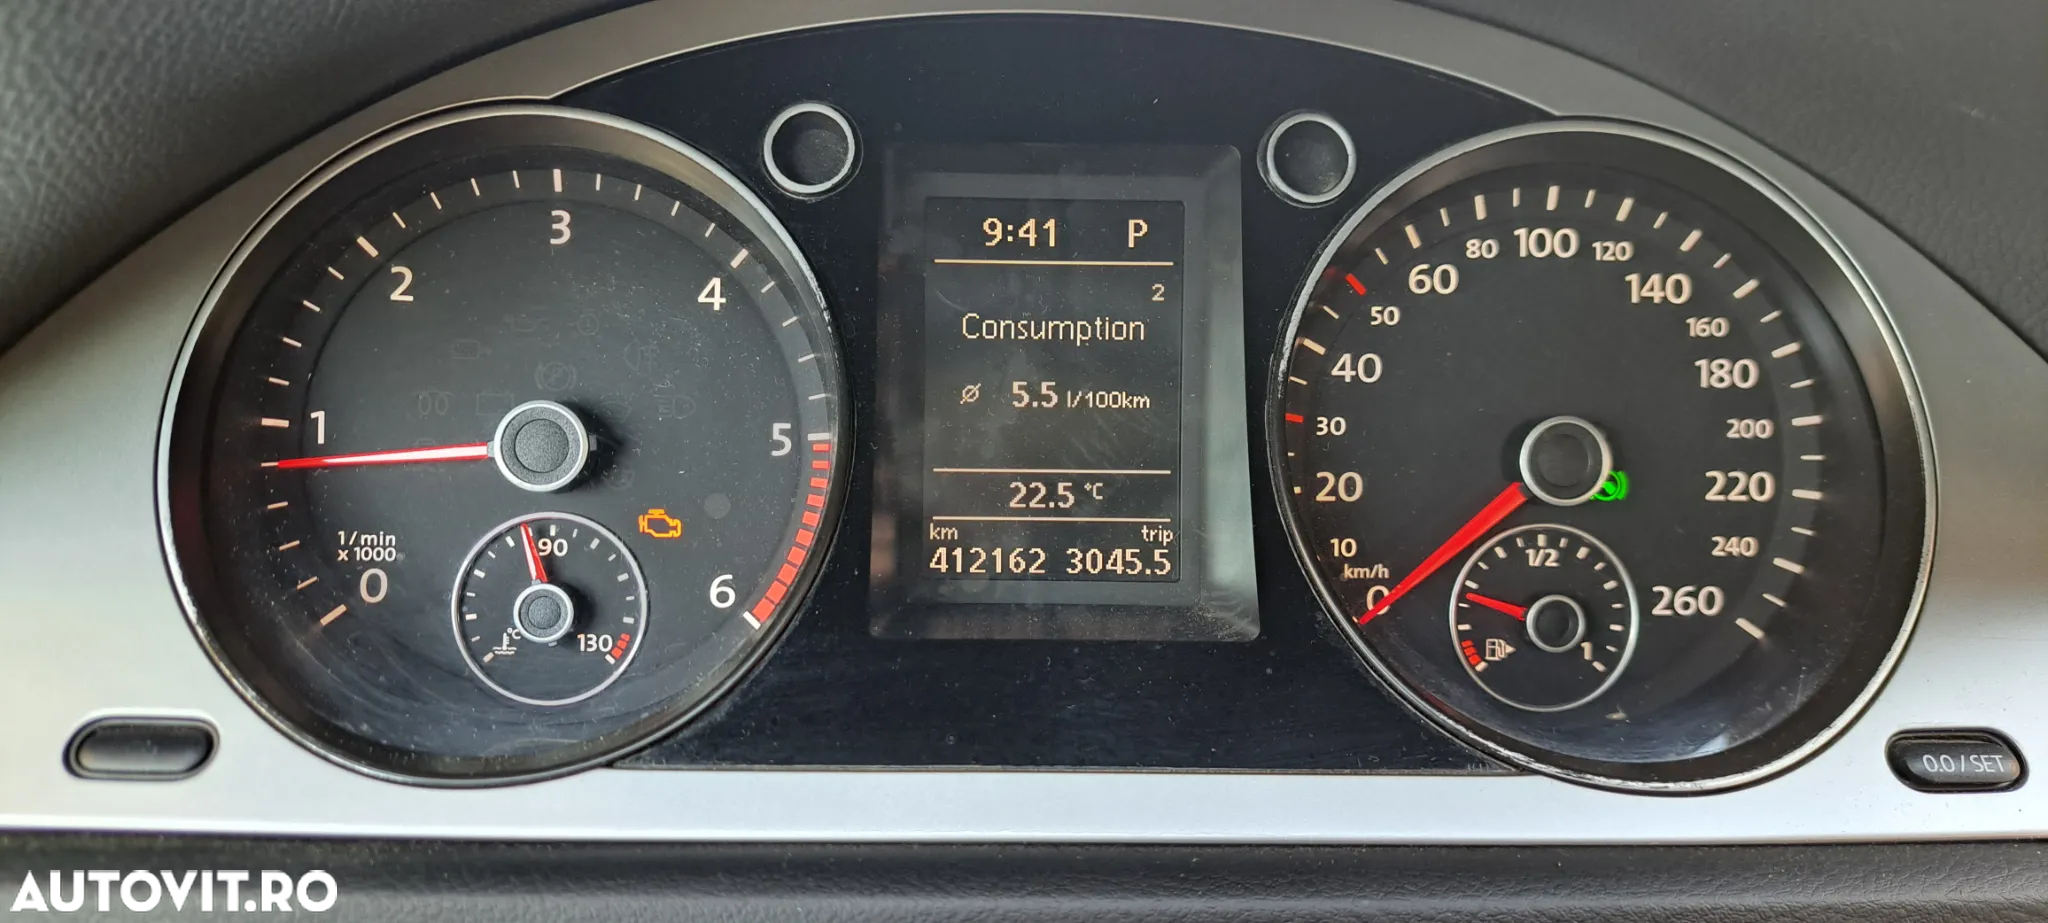 1/min
x 1000
0
1
2
3
4
5
6
90
130
°C
9:41 P
2
Consumption
Ø 5.5 l/100km
22.5 °C
km trip
412162 3045.5
km/h
0
10
20
30
40
50
60
80
100
120
140
160
180
200
220
240
260
1/2
1
0.0 / SET
AUTOVIT.RO